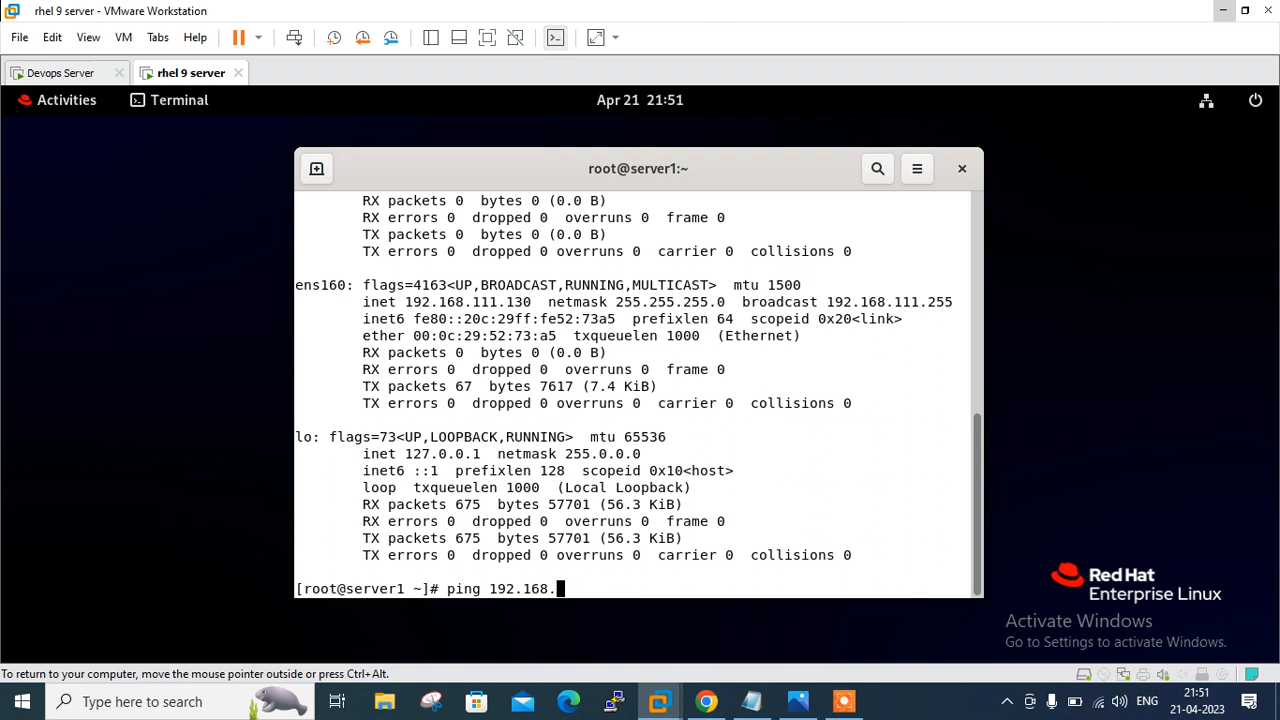 rhel 9 server - VMware Workstation
File Edit View VM Tabs Help
Devops Server rhel 9 server
Activities Terminal Apr 21 21:51
root@server1:~
RX packets 0 bytes 0 (0.0 B)
RX errors 0 dropped 0 overruns 0 frame 0
TX packets 0 bytes 0 (0.0 B)
TX errors 0 dropped 0 overruns 0 carrier 0 collisions 0
ens160: flags=4163<UP,BROADCAST,RUNNING,MULTICAST> mtu 1500
inet 192.168.111.130 netmask 255.255.255.0 broadcast 192.168.111.255
inet6 fe80::20c:29ff:fe52:73a5 prefixlen 64 scopeid 0x20<link>
ether 00:0c:29:52:73:a5 txqueuelen 1000 (Ethernet)
RX packets 0 bytes 0 (0.0 B)
RX errors 0 dropped 0 overruns 0 frame 0
TX packets 67 bytes 7617 (7.4 KiB)
TX errors 0 dropped 0 overruns 0 carrier 0 collisions 0
lo: flags=73<UP,LOOPBACK,RUNNING> mtu 65536
inet 127.0.0.1 netmask 255.0.0.0
inet6 ::1 prefixlen 128 scopeid 0x10<host>
loop txqueuelen 1000 (Local Loopback)
RX packets 675 bytes 57701 (56.3 KiB)
RX errors 0 dropped 0 overruns 0 frame 0
TX packets 675 bytes 57701 (56.3 KiB)
TX errors 0 dropped 0 overruns 0 carrier 0 collisions 0
[root@server1 ~]# ping 192.168.
Red Hat
Enterprise Linux
Activate Windows
Go to Settings to activate Windows.
To return to your computer, move the mouse pointer outside or press Ctrl+Alt.
Type here to search
ENG
21:51
21-04-2023